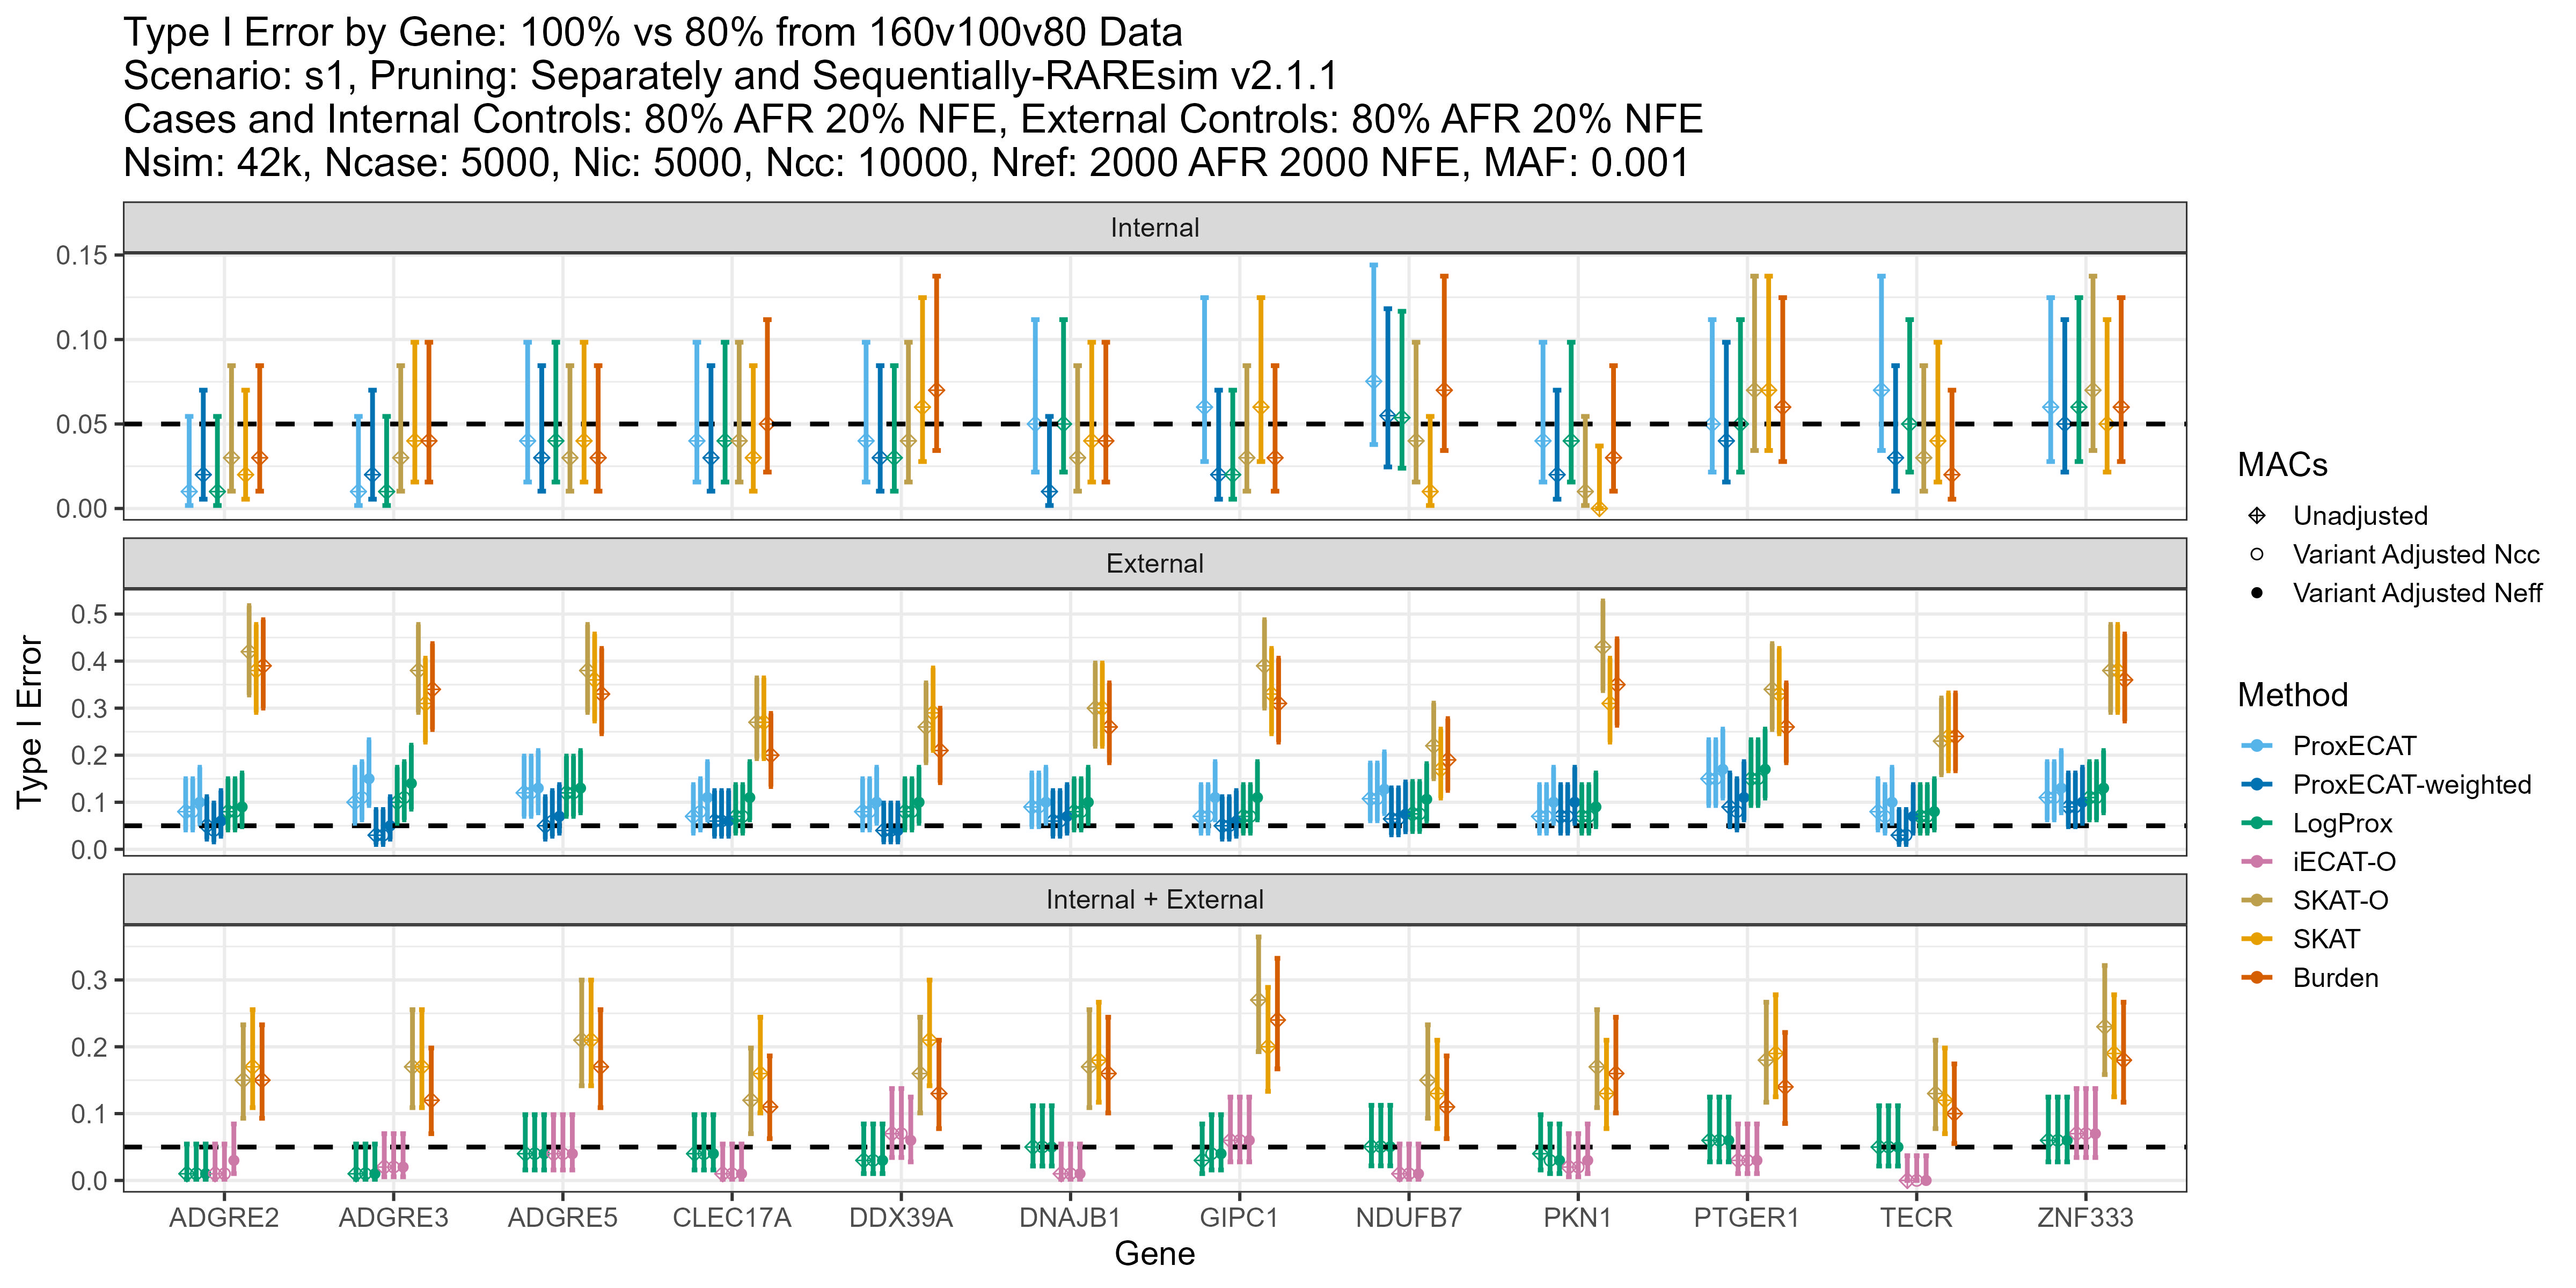 Type I Error by Gene: 100% vs 80% from 160v100v80 Data
Scenario: s1, Pruning: Separately and Sequentially-RAREsim v2.1.1
Cases and Internal Controls: 80% AFR 20% NFE, External Controls: 80% AFR 20% NFE
Nsim: 42k, Ncase: 5000, Nic: 5000, Ncc: 10000, Nref: 2000 AFR 2000 NFE, MAF: 0.001
Internal
0.15
0.10
0.05
0.00
External
0.5
0.4
0.3
0.2
0.1
0.0
Internal + External
0.3
0.2
0.1
0.0
Type I Error
ADGRE2 ADGRE3 ADGRE5 CLEC17A DDX39A DNAJB1 GIPC1 NDUFB7 PKN1 PTGER1 TECR ZNF333
Gene
MACs
Unadjusted
Variant Adjusted Ncc
Variant Adjusted Neff
Method
ProxECAT
ProxECAT-weighted
LogProx
iECAT-O
SKAT-O
SKAT
Burden